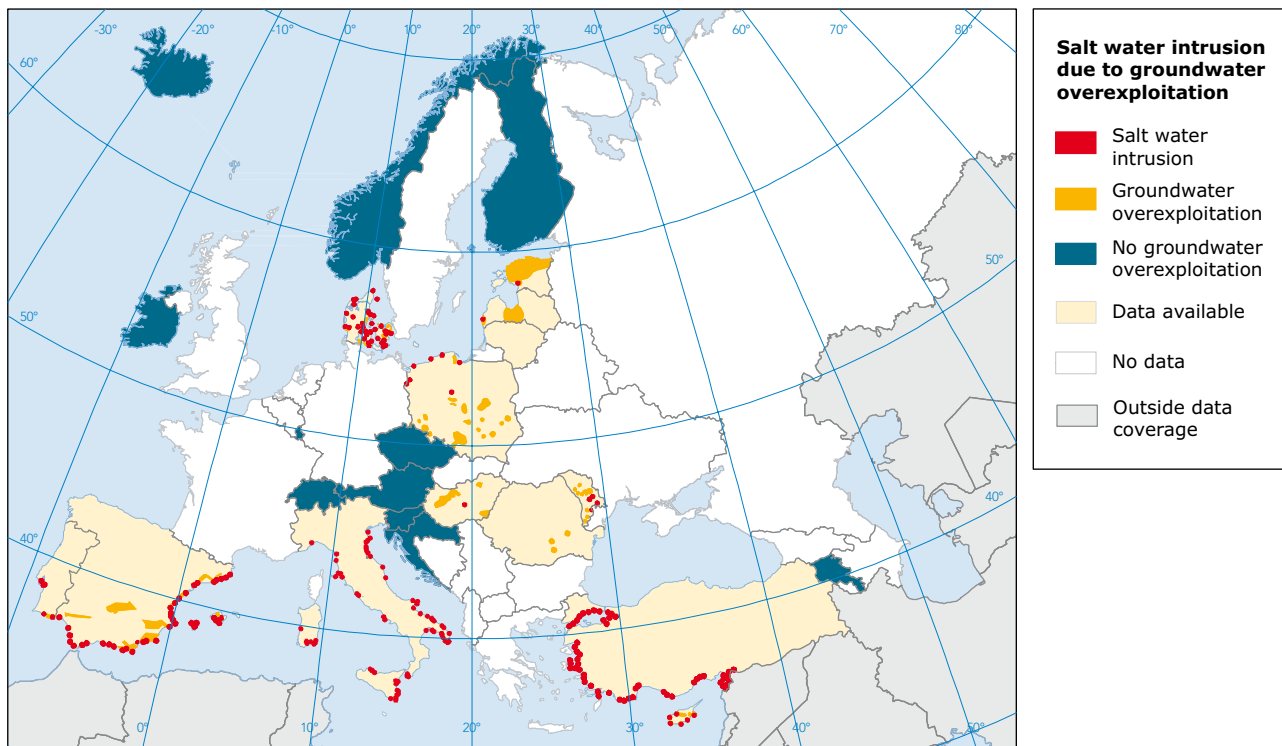 -30°
-20°
-10°
0°
10°
20°
30°
40°
50°
60°
70°
80°
60°
50°
50°
40°
40°
0°
10°
20°
30°
40°
50°
Salt water intrusion
due to groundwater
overexploitation
Salt water
intrusion
Groundwater
overexploitation
No groundwater
overexploitation
Data available
No data
Outside data
coverage